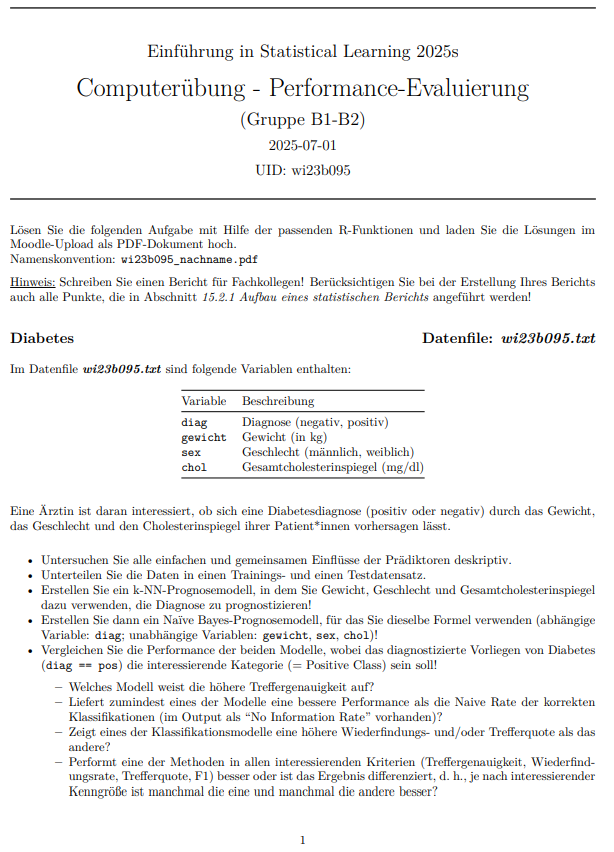 Einführung in Statistical Learning 2025s
Computerübung - Performance-Evaluierung
(Gruppe B1-B2)
2025-07-01
UID: wi23b095
Lösen Sie die folgenden Aufgabe mit Hilfe der passenden R-Funktionen und laden Sie die Lösungen im
Moodle-Upload als PDF-Dokument hoch.
Namenskonvention: wi23b095_nachname.pdf
Hinweis: Schreiben Sie einen Bericht für Fachkollegen! Berücksichtigen Sie bei der Erstellung Ihres Berichts
auch alle Punkte, die in Abschnitt 15.2.1 Aufbau eines statistischen Berichts angeführt werden!
Diabetes Datenfile: wi23b095.txt
Im Datenfile wi23b095.txt sind folgende Variablen enthalten:
Variable Beschreibung
diag Diagnose (negativ, positiv)
gewicht Gewicht (in kg)
sex Geschlecht (männlich, weiblich)
chol Gesamtcholesterinspiegel (mg/dl)
Eine Ärztin ist daran interessiert, ob sich eine Diabetesdiagnose (positiv oder negativ) durch das Gewicht,
das Geschlecht und den Cholesterinspiegel ihrer Patient*innen vorhersagen lässt.
• Untersuchen Sie alle einfachen und gemeinsamen Einflüsse der Prädiktoren deskriptiv.
• Unterteilen Sie die Daten in einen Trainings- und einen Testdatensatz.
• Erstellen Sie ein k-NN-Prognosemodell, in dem Sie Gewicht, Geschlecht und Gesamtcholesterinspiegel
dazu verwenden, die Diagnose zu prognostizieren!
• Erstellen Sie dann ein Naïve Bayes-Prognosemodell, für das Sie dieselbe Formel verwenden (abhängige
Variable: diag; unabhängige Variablen: gewicht, sex, chol)!
• Vergleichen Sie die Performance der beiden Modelle, wobei das diagnostizierte Vorliegen von Diabetes
(diag == pos) die interessierende Kategorie (= Positive Class) sein soll!
– Welches Modell weist die höhere Treffergenauigkeit auf?
– Liefert zumindest eines der Modelle eine bessere Performance als die Naive Rate der korrekten
Klassifikationen (im Output als “No Information Rate” vorhanden)?
– Zeigt eines der Klassifikationsmodelle eine höhere Wiederfindungs- und/oder Trefferquote als das
andere?
– Performt eine der Methoden in allen interessierenden Kriterien (Treffergenauigkeit, Wiederfind-
ungsrate, Trefferquote, F1) besser oder ist das Ergebnis differenziert, d. h., je nach interessierender
Kenngröße ist manchmal die eine und manchmal die andere besser?
1